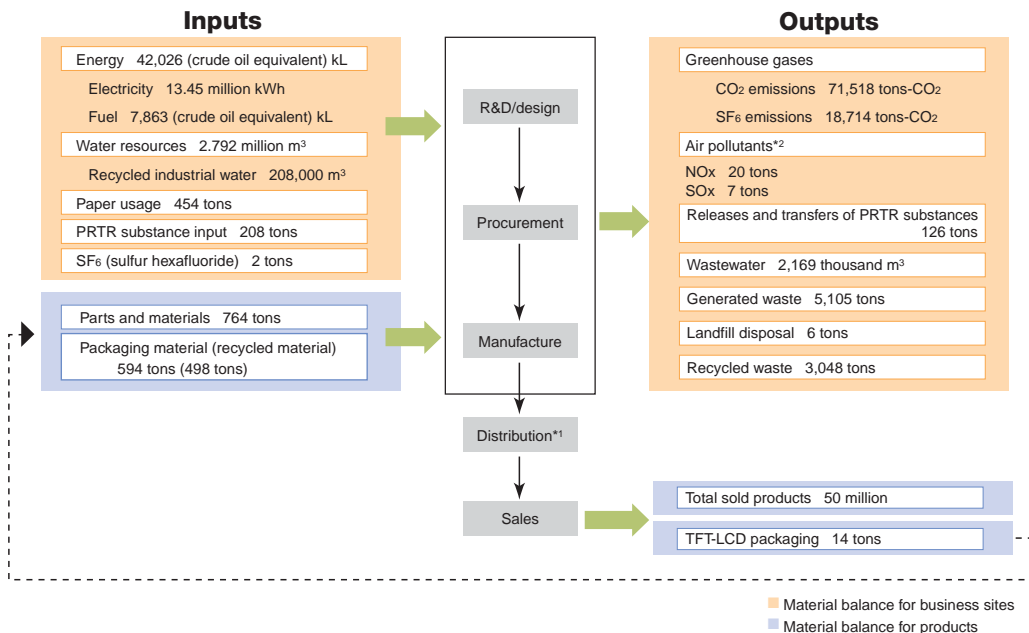 Inputs
Energy 42,026 (crude oil equivalent) kL
Electricity 13.45 million kWh
Fuel 7,863 (crude oil equivalent) kL
Water resources 2.792 million m³
Recycled industrial water 208,000 m³
Paper usage 454 tons
PRTR substance input 208 tons
SF₆ (sulfur hexafluoride) 2 tons
Parts and materials 764 tons
Packaging material (recycled material)
594 tons (498 tons)
R&D/design
Procurement
Manufacture
Distribution*¹
Sales
Outputs
Greenhouse gases
CO₂ emissions 71,518 tons-CO₂
SF₆ emissions 18,714 tons-CO₂
Air pollutants*²
NOx 20 tons
SOx 7 tons
Releases and transfers of PRTR substances
126 tons
Wastewater 2,169 thousand m³
Generated waste 5,105 tons
Landfill disposal 6 tons
Recycled waste 3,048 tons
Total sold products 50 million
TFT-LCD packaging 14 tons
Material balance for business sites
Material balance for products